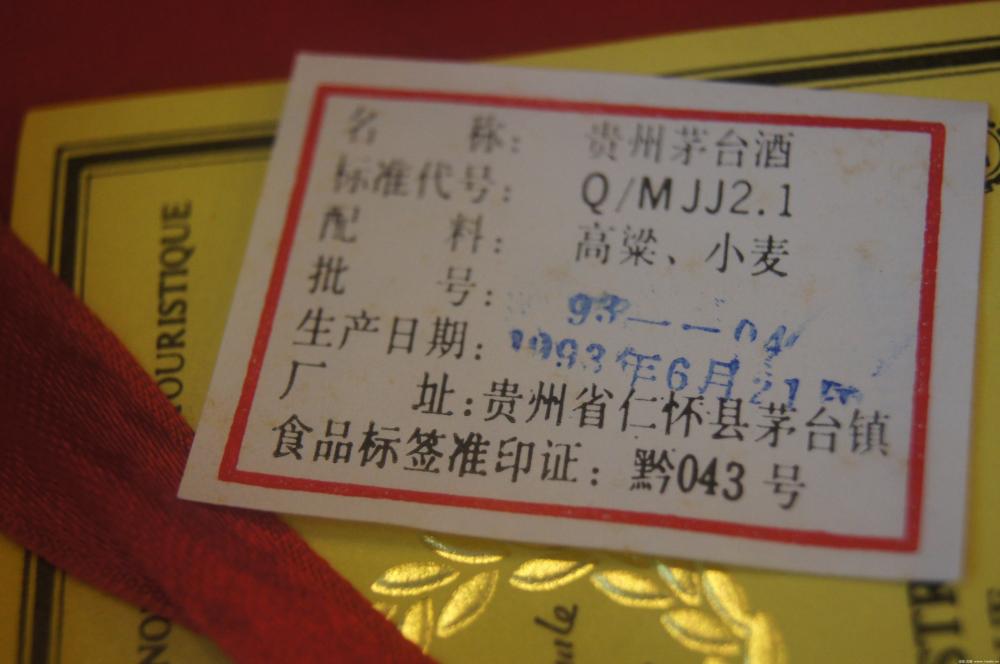 名 称: 贵州茅台酒
标准代号: Q/MJJ2.1
配 料: 高粱、小麦
批 号: 93——04
生产日期: 1993年6月21日
厂 址: 贵州省仁怀县茅台镇
食品标签准印证: 黔043 号
OURISTIQUE